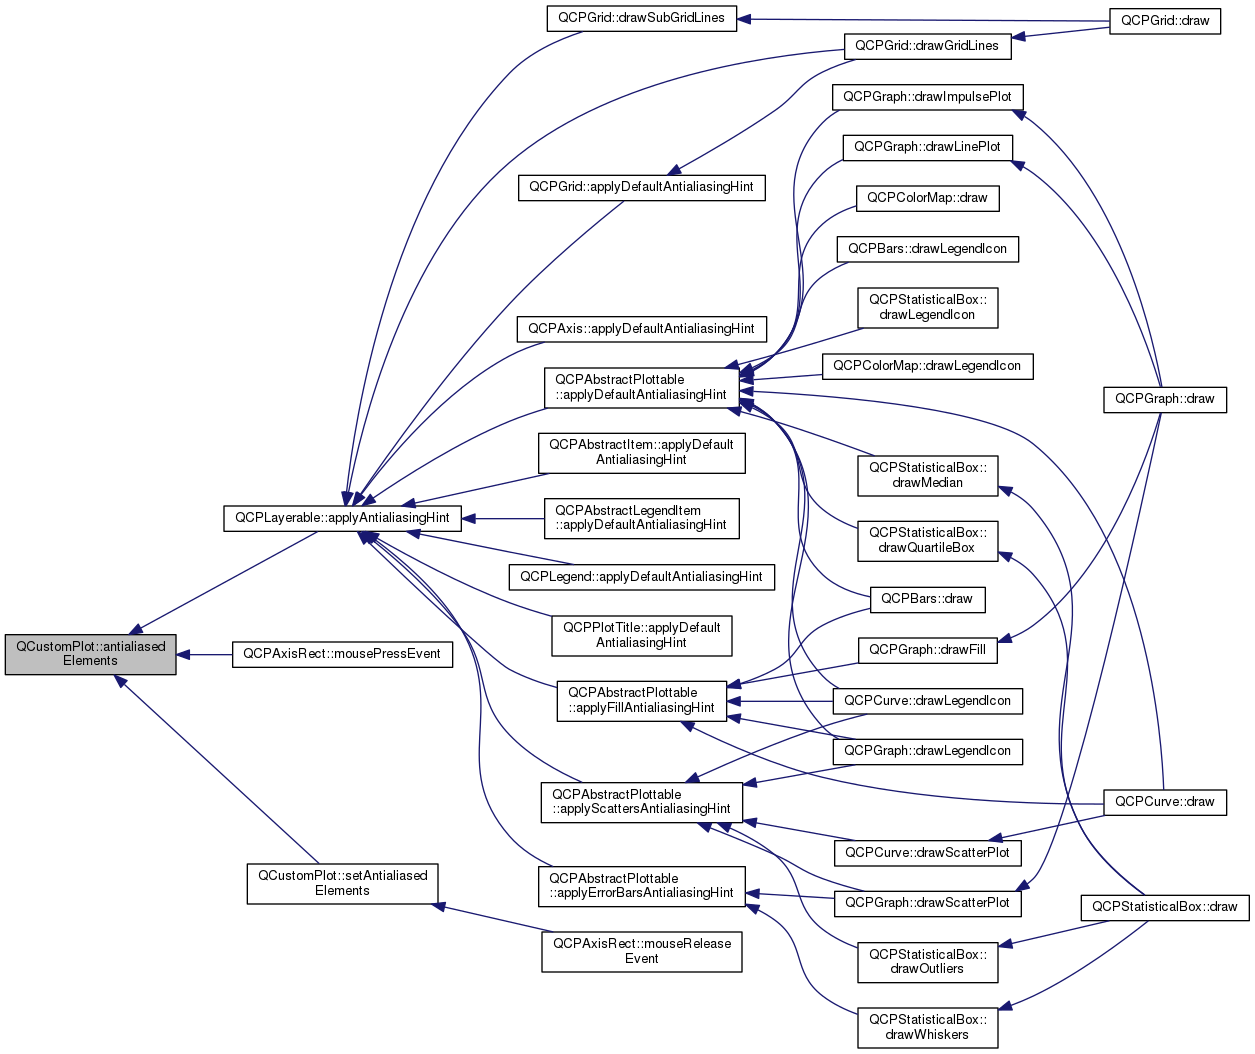 QCPGrid::drawSubGridLines
QCPGrid::draw
QCPGrid::drawGridLines
QCPGraph::drawImpulsePlot
QCPGraph::drawLinePlot
QCPGrid::applyDefaultAntialiasingHint
QCPColorMap::draw
QCPBars::drawLegendIcon
QCPStatisticalBox::
drawLegendIcon
QCPAxis::applyDefaultAntialiasingHint
QCPColorMap::drawLegendIcon
QCPAbstractPlottable
::applyDefaultAntialiasingHint
QCPGraph::draw
QCPAbstractItem::applyDefault
AntialiasingHint
QCPStatisticalBox::
drawMedian
QCPLayerable::applyAntialiasingHint
QCPAbstractLegendItem
::applyDefaultAntialiasingHint
QCPStatisticalBox::
drawQuartileBox
QCPLegend::applyDefaultAntialiasingHint
QCPBars::draw
QCPPlotTitle::applyDefault
AntialiasingHint
QCustomPlot::antialiased
Elements
QCPAxisRect::mousePressEvent
QCPGraph::drawFill
QCPAbstractPlottable
::applyFillAntialiasingHint
QCPCurve::drawLegendIcon
QCPGraph::drawLegendIcon
QCPAbstractPlottable
::applyScattersAntialiasingHint
QCPCurve::draw
QCPCurve::drawScatterPlot
QCustomPlot::setAntialiased
Elements
QCPAbstractPlottable
::applyErrorBarsAntialiasingHint
QCPGraph::drawScatterPlot
QCPStatisticalBox::draw
QCPAxisRect::mouseRelease
Event
QCPStatisticalBox::
drawOutliers
QCPStatisticalBox::
drawWhiskers